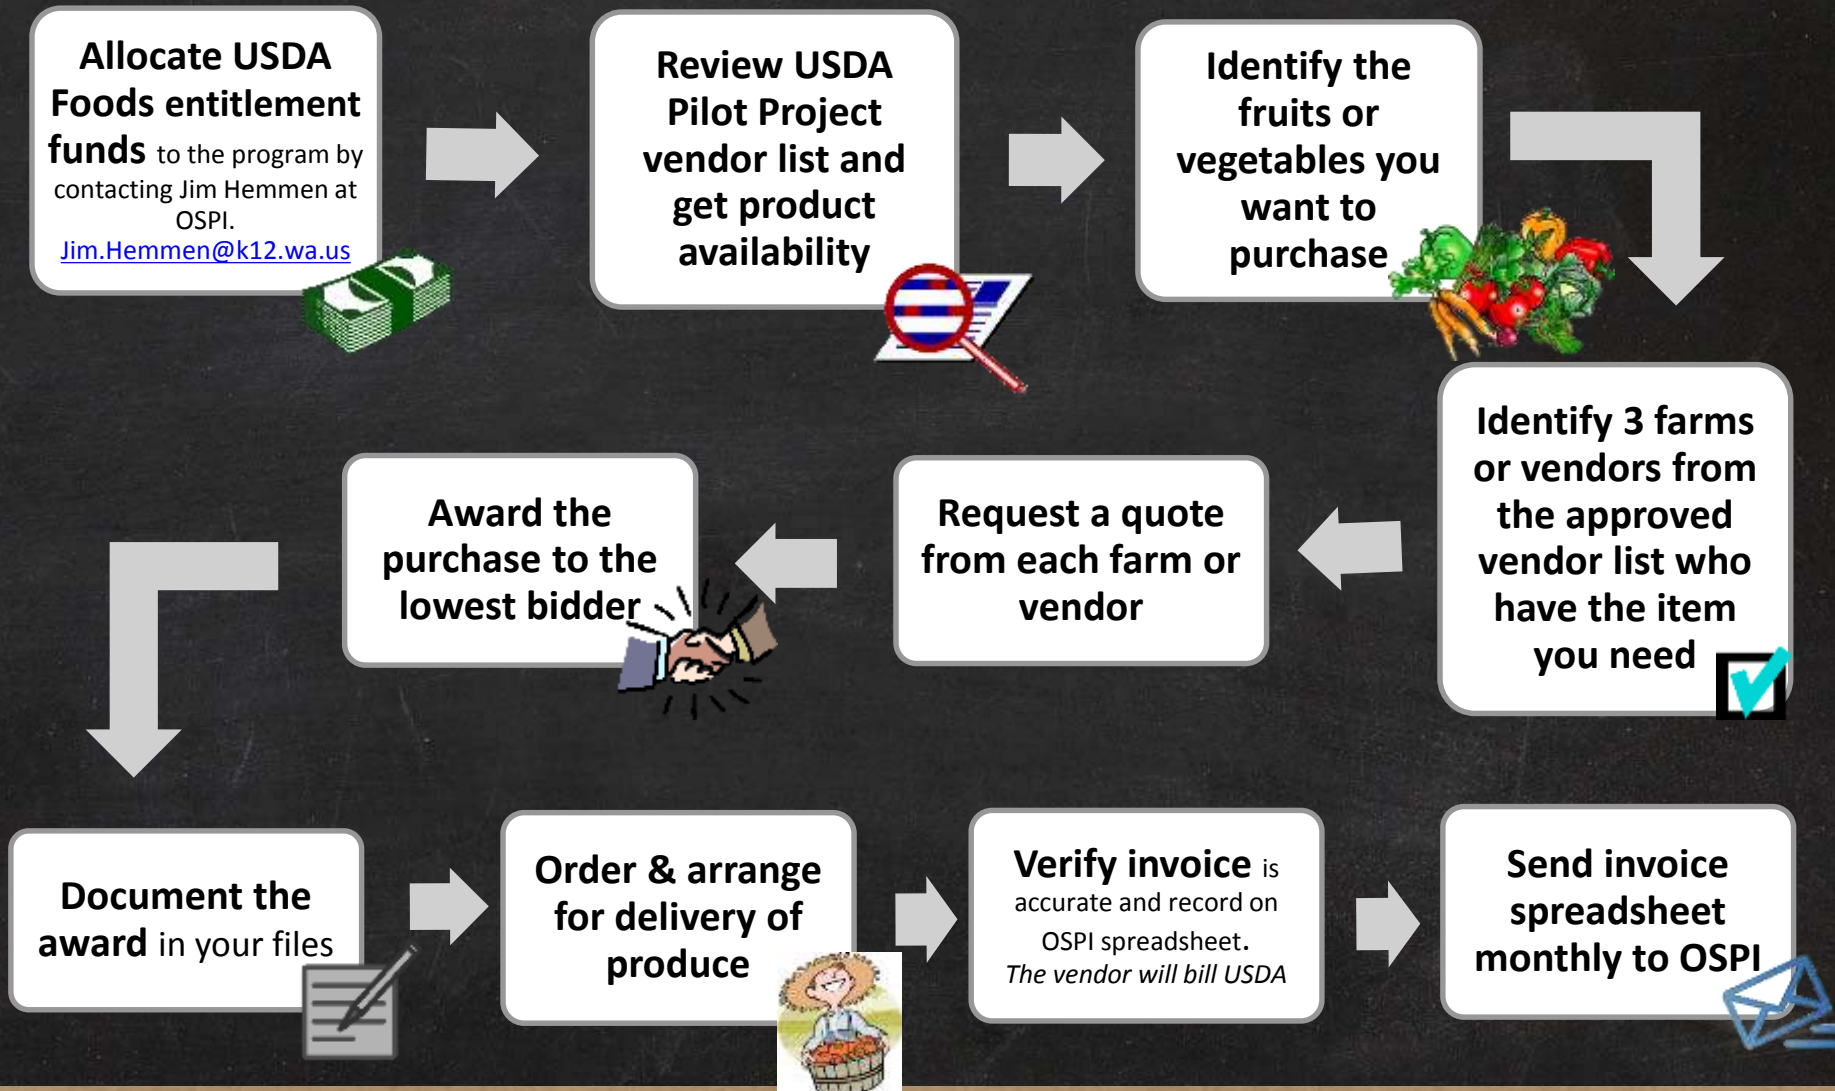 Allocate USDA
Foods entitlement
funds to the program by
contacting Jim Hemmen at
OSPI.
Jim.Hemmen@k12.wa.us
Review USDA
Pilot Project
vendor list and
get product
availability
Identify the
fruits or
vegetables you
want to
purchase
Identify 3 farms
or vendors from
the approved
vendor list who
have the item
you need
Request a quote
from each farm or
vendor
Award the
purchase to the
lowest bidder
Document the
award in your files
Order & arrange
for delivery of
produce
Verify invoice is
accurate and record on
OSPI spreadsheet.
The vendor will bill USDA
Send invoice
spreadsheet
monthly to OSPI